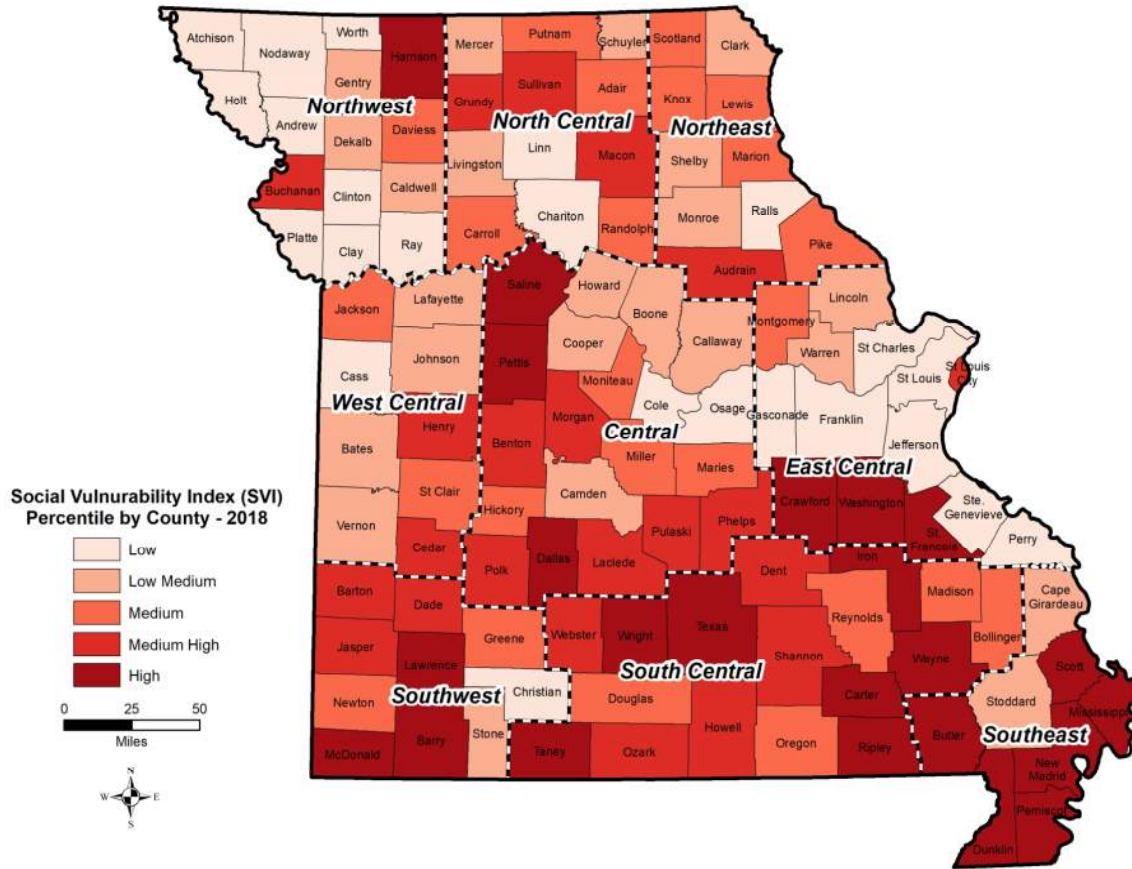 Atchison
Nodaway
Worth
Harrison
Mercer
Putnam
Schuyler
Scotland
Clark
Holt
Gentry
Northwest
Andrew
Daviess
Dekalb
Grundy
Sullivan
Adair
North Central
Knox
Lewis
Northeast
Linn
Macon
Shelby
Marion
Buchanan
Clinton
Caldwell
Livingston
Chariton
Randolph
Monroe
Ralls
Platte
Clay
Ray
Carroll
Audrain
Pike
Jackson
Lafayette
Saline
Howard
Boone
Callaway
Montgomery
Lincoln
Johnson
Pettis
Cooper
Warren
St Charles
Cass
West Central
Moniteau
Cole
Osage
Gasconade
Franklin
St Louis
St Louis
City
Henry
Benton
Morgan
Central
Miller
Maries
East Central
Jefferson
Bates
St Clair
Hickory
Camden
Crawford
Washington
Ste.
Genevieve
St.
Francois
Perry
Vernon
Cedar
Polk
Dallas
Laclede
Pulaski
Phelps
Dent
Iron
Madison
Cape
Girardeau
Barton
Dade
Greene
Webster
Wright
Texas
Reynolds
Bollinger
Jasper
Lawrence
Southwest
Christian
South Central
Shannon
Wayne
Scott
Newton
Douglas
Carter
Stoddard
Mississippi
McDonald
Barry
Stone
Taney
Ozark
Howell
Oregon
Ripley
Butler
Southeast
New
Madrid
Pemiscot
Dunklin
Social Vulnurability Index (SVI)
Percentile by County - 2018
Low
Low Medium
Medium
Medium High
High
0 25 50
Miles
N
W E
S